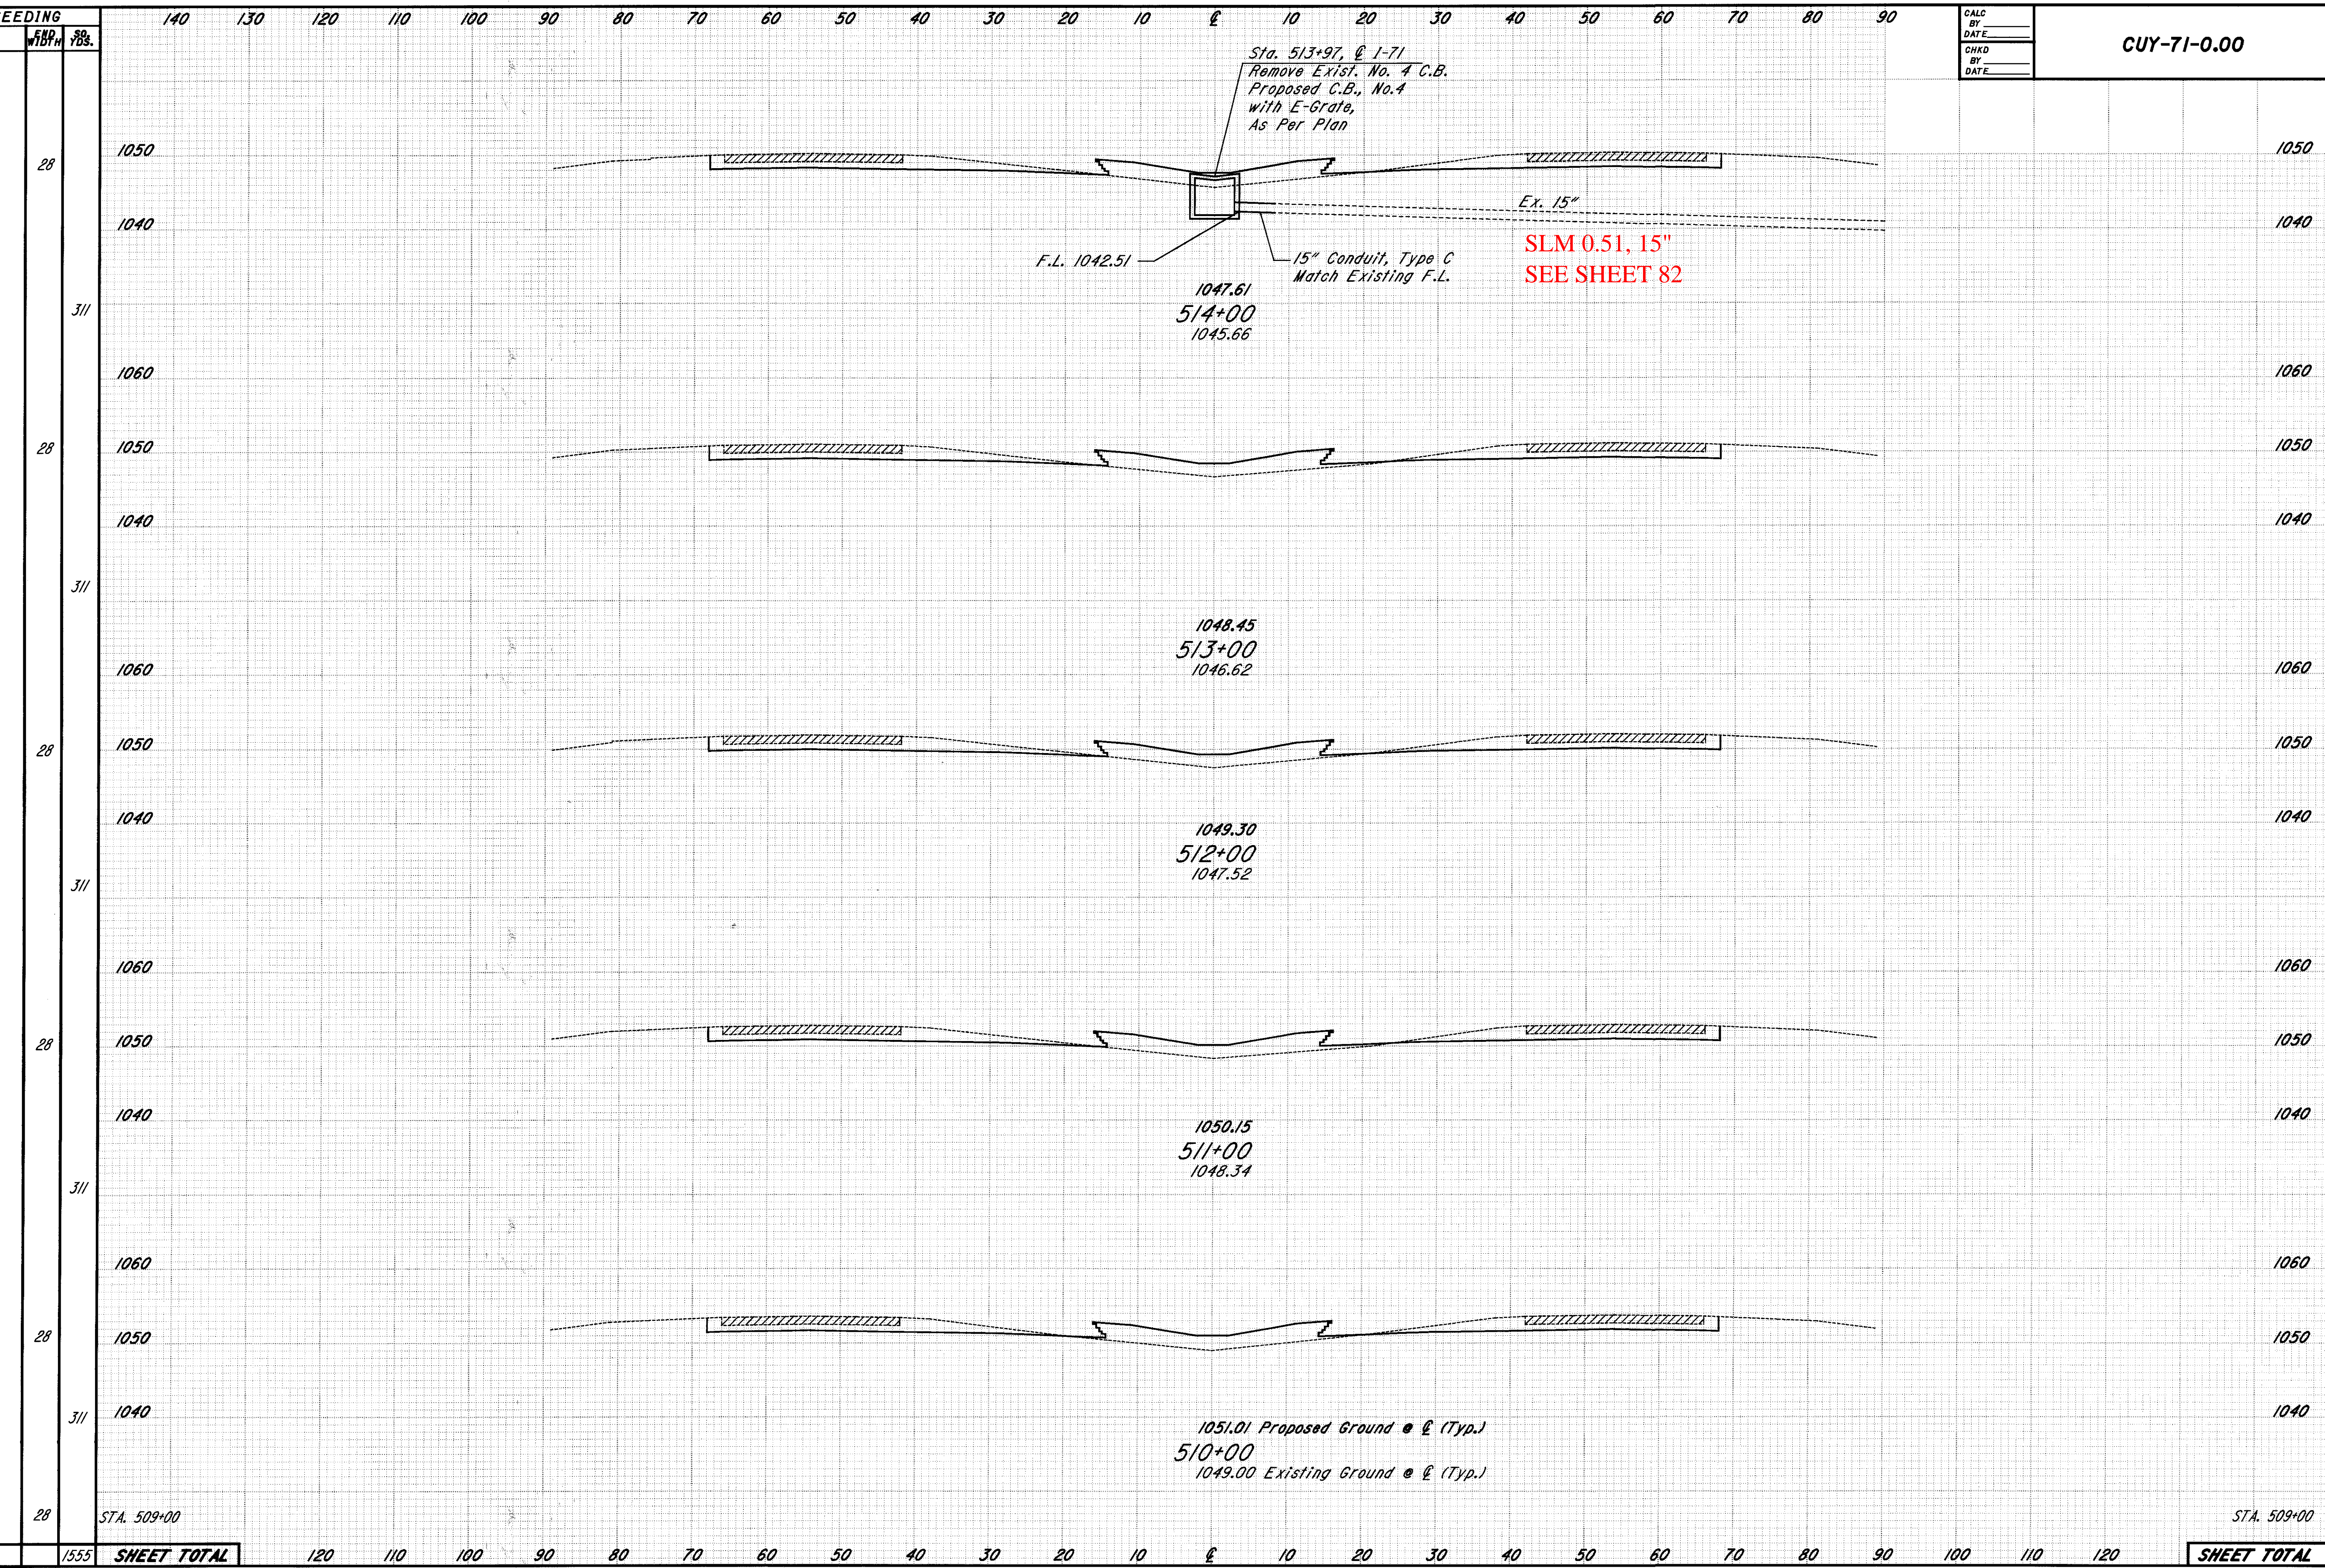 EEDING
END WIDTH
SQ. YDS.
140 130 120 110 100 90 80 70 60 50 40 30 20 10 ℄ 10 20 30 40 50 60 70 80 90
CALC BY
DATE
CHKD BY
DATE
CUY-71-0.00
Sta. 513+97, ℄ I-71
Remove Exist. No. 4 C.B.
Proposed C.B., No.4
with E-Grate,
As Per Plan
28
1050
1050
1040
Ex. 15"
1040
SLM 0.51, 15"
SEE SHEET 82
F.L. 1042.51
15" Conduit, Type C
Match Existing F.L.
311
1047.61
514+00
1045.66
1060
1060
28
1050
1050
1040
1040
311
1048.45
513+00
1046.62
1060
1060
28
1050
1050
1040
1040
1049.30
512+00
1047.52
311
1060
1060
28
1050
1050
1040
1040
1050.15
511+00
1048.34
311
1060
1060
28
1050
1050
311
1040
1040
1051.01 Proposed Ground @ ℄ (Typ.)
510+00
1049.00 Existing Ground @ ℄ (Typ.)
28
STA. 509+00
STA. 509+00
1555
SHEET TOTAL
120 110 100 90 80 70 60 50 40 30 20 10 ℄ 10 20 30 40 50 60 70 80 90 100 110 120
SHEET TOTAL